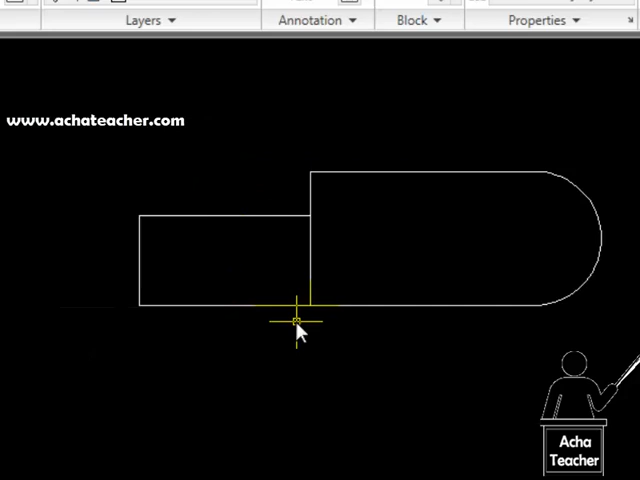 Layers
Annotation
Block
Properties
www.achateacher.com
Acha
Teacher